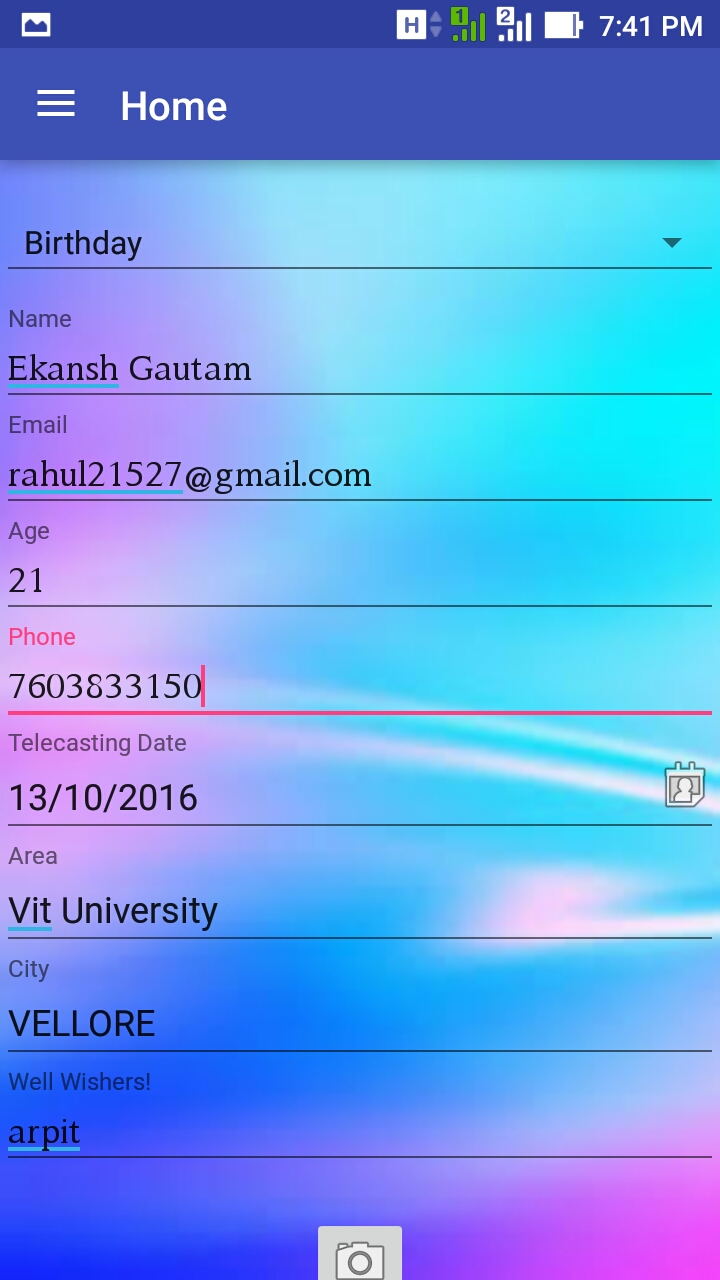 H 1 2 7:41 PM
Home
Birthday
Name
Ekansh Gautam
Email
rahul21527@gmail.com
Age
21
Phone
7603833150
Telecasting Date
13/10/2016
Area
Vit University
City
VELLORE
Well Wishers!
arpit